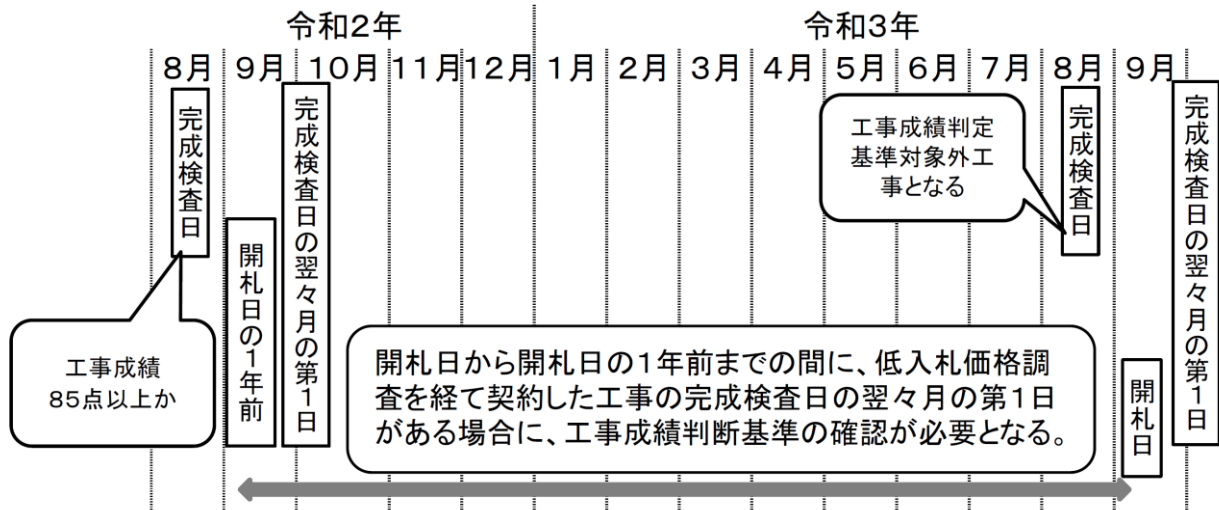 令和2年
令和3年
8月
9月
10月
11月
12月
1月
2月
3月
4月
5月
6月
7月
8月
9月
完成検査日
完成検査日の翌々月の第1日
開札日の1年前
工事成績
85点以上か
工事成績判定
基準対象外工
事となる
完成検査日
完成検査日の翌々月の第1日
開札日から開札日の1年前までの間に、低入札価格調
査を経て契約した工事の完成検査日の翌々月の第1日
がある場合に、工事成績判断基準の確認が必要となる。
開札日